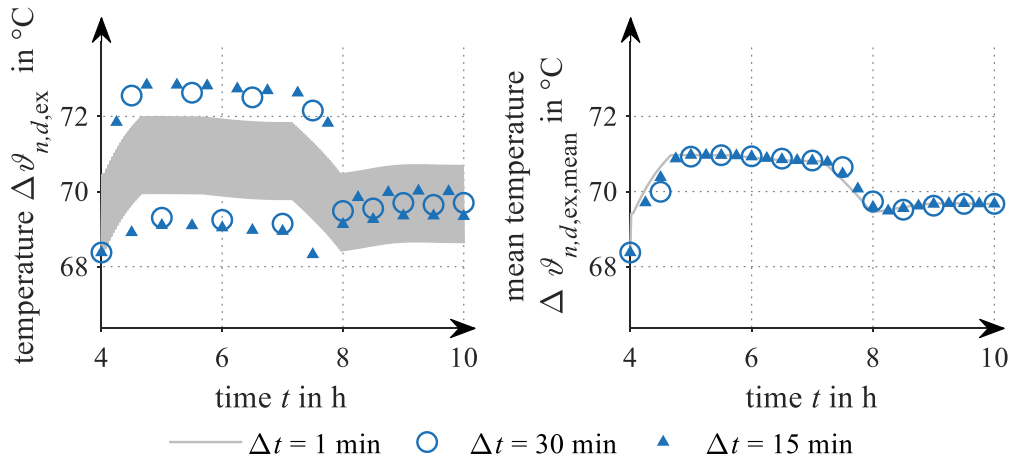 temperature Δϑn,d,ex in °C
72
70
68
4
6
8
10
time t in h
mean temperature
Δ ϑn,d,ex,mean in °C
72
70
68
4
6
8
10
time t in h
Δt = 1 min
Δt = 30 min
Δt = 15 min